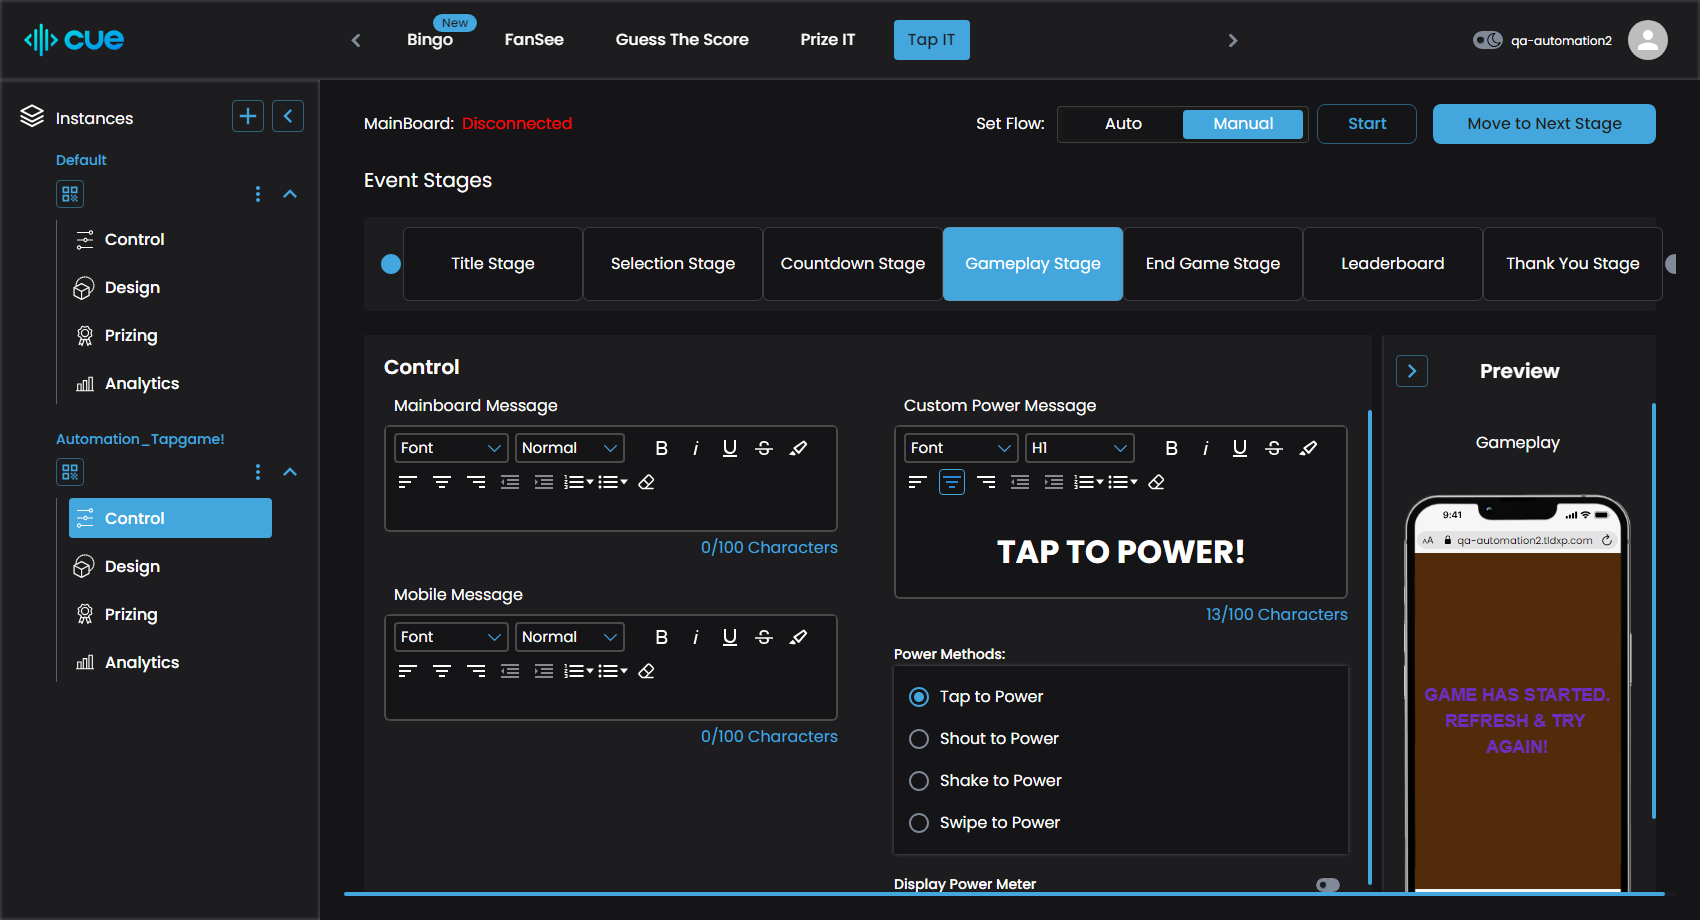 cue
Bingo
New
FanSee
Guess The Score
Prize IT
Tap IT
qa-automation2
Instances
Default
Control
Design
Prizing
Analytics
Automation_Tapgame!
Control
Design
Prizing
Analytics
MainBoard: Disconnected
Set Flow:
Auto
Manual
Start
Move to Next Stage
Event Stages
Title Stage
Selection Stage
Countdown Stage
Gameplay Stage
End Game Stage
Leaderboard
Thank You Stage
Control
Mainboard Message
Font
Normal
B
i
U
S
0/100 Characters
Mobile Message
Font
Normal
B
i
U
S
0/100 Characters
Custom Power Message
Font
H1
B
i
U
S
TAP TO POWER!
13/100 Characters
Power Methods:
Tap to Power
Shout to Power
Shake to Power
Swipe to Power
Display Power Meter
Preview
Gameplay
9:41
AA
qa-automation2.tldxp.com
GAME HAS STARTED.
REFRESH & TRY
AGAIN!